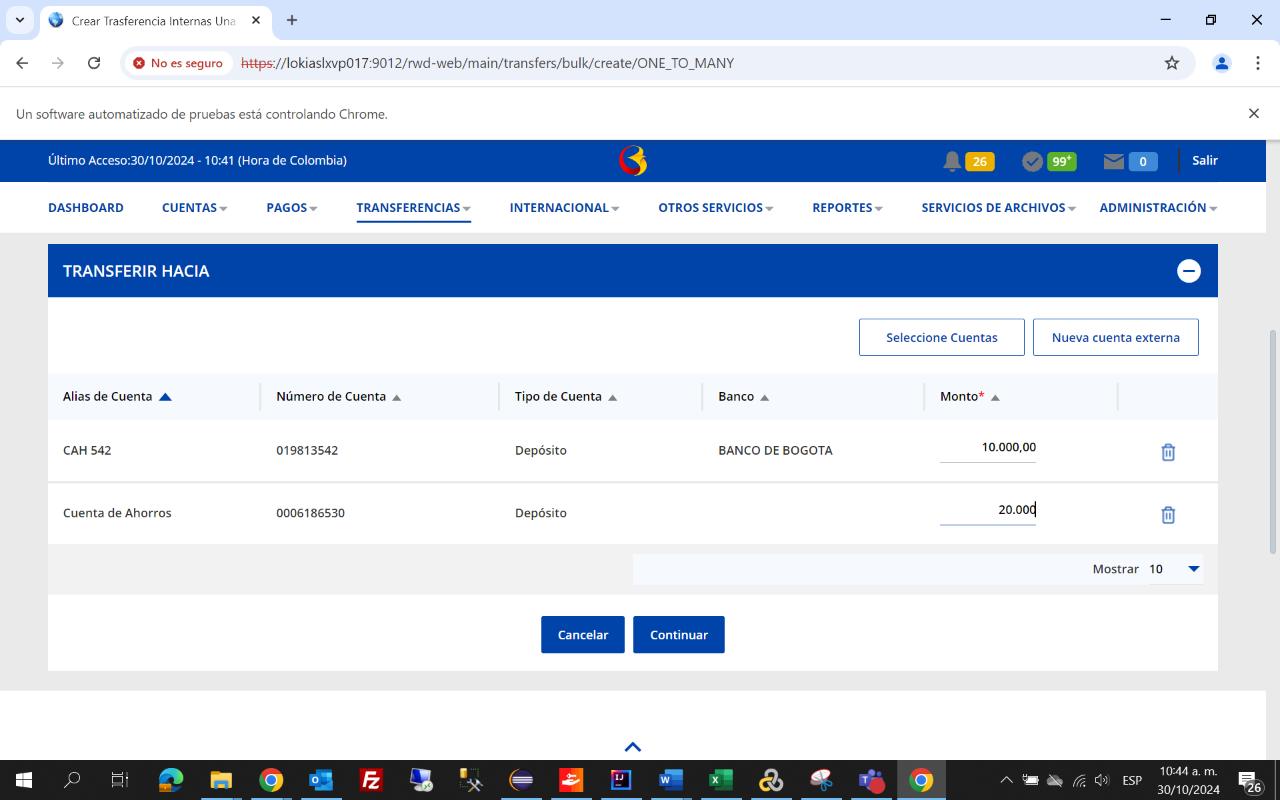 Crear Trasferencia Internas Una
No es seguro
https://lokiaslxvp017:9012/rwd-web/main/transfers/bulk/create/ONE_TO_MANY
Un software automatizado de pruebas está controlando Chrome.
Último Acceso:30/10/2024 - 10:41 (Hora de Colombia)
26
99+
0
Salir
DASHBOARD
CUENTAS
PAGOS
TRANSFERENCIAS
INTERNACIONAL
OTROS SERVICIOS
REPORTES
SERVICIOS DE ARCHIVOS
ADMINISTRACIÓN
TRANSFERIR HACIA
Seleccione Cuentas
Nueva cuenta externa
Alias de Cuenta
Número de Cuenta
Tipo de Cuenta
Banco
Monto*
CAH 542
019813542
Depósito
BANCO DE BOGOTA
10.000,00
Cuenta de Ahorros
0006186530
Depósito
20.000
Mostrar 10
Cancelar
Continuar
ESP
10:44 a. m.
30/10/2024
26